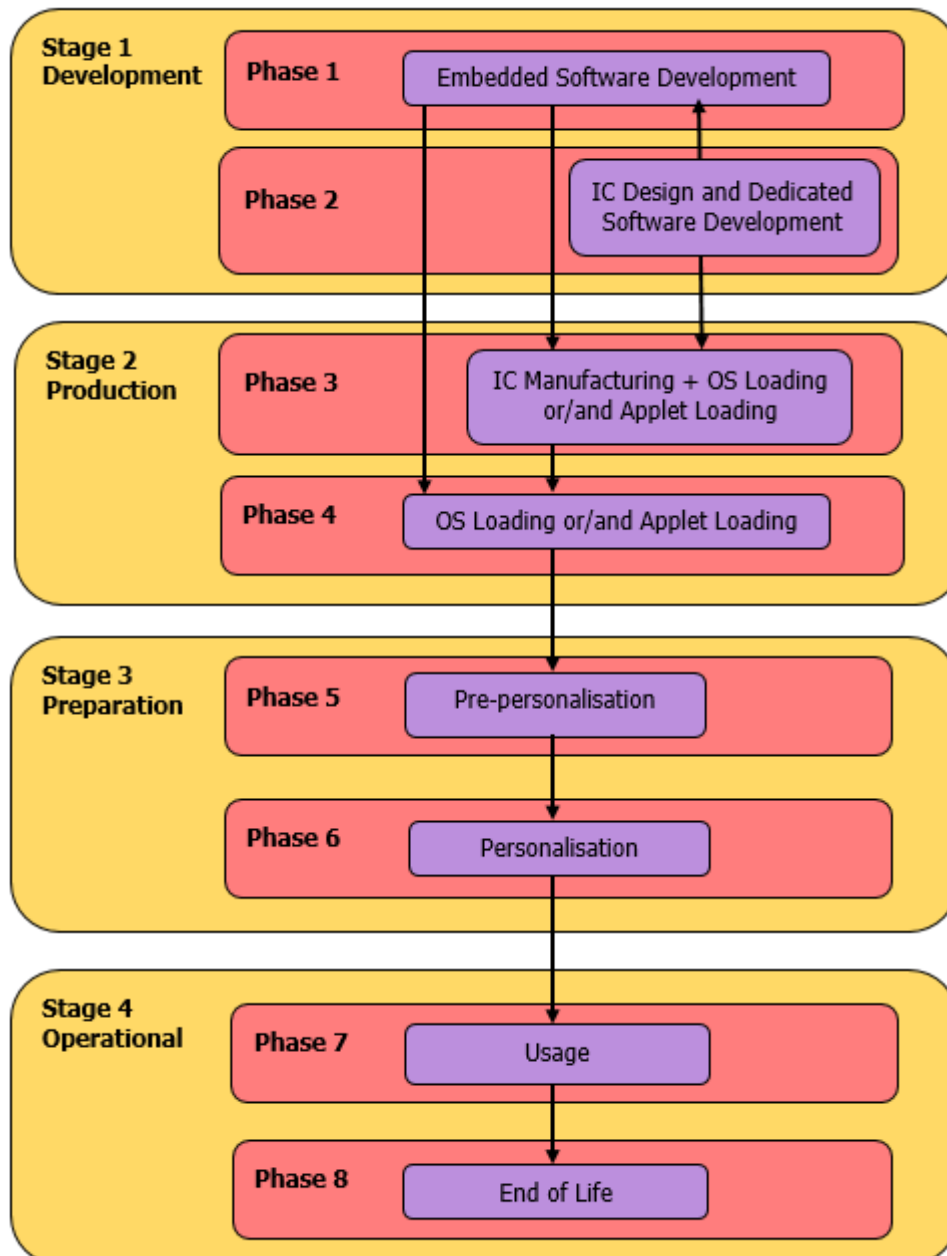 Stage 1
Development
Phase 1
Embedded Software Development
Phase 2
IC Design and Dedicated
Software Development
Stage 2
Production
Phase 3
IC Manufacturing + OS Loading
or/and Applet Loading
Phase 4
OS Loading or/and Applet Loading
Stage 3
Preparation
Phase 5
Pre-personalisation
Phase 6
Personalisation
Stage 4
Operational
Phase 7
Usage
Phase 8
End of Life